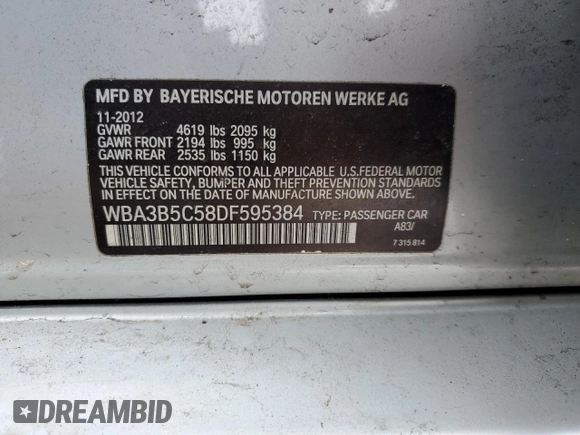 MFD BY BAYERISCHE MOTOREN WERKE AG
11-2012
GVWR 4619 lbs 2095 kg
GAWR FRONT 2194 lbs 995 kg
GAWR REAR 2535 lbs 1150 kg
THIS VEHICLE CONFORMS TO ALL APPLICABLE U.S.FEDERAL MOTOR
VEHICLE SAFETY, BUMPER, AND THEFT PREVENTION STANDARDS
IN EFFECT ON THE DATE OF MANUFACTURE SHOWN ABOVE.
WBA3B5C58DF595384 TYPE: PASSENGER CAR
A83/
7 315 814
DREAMBID